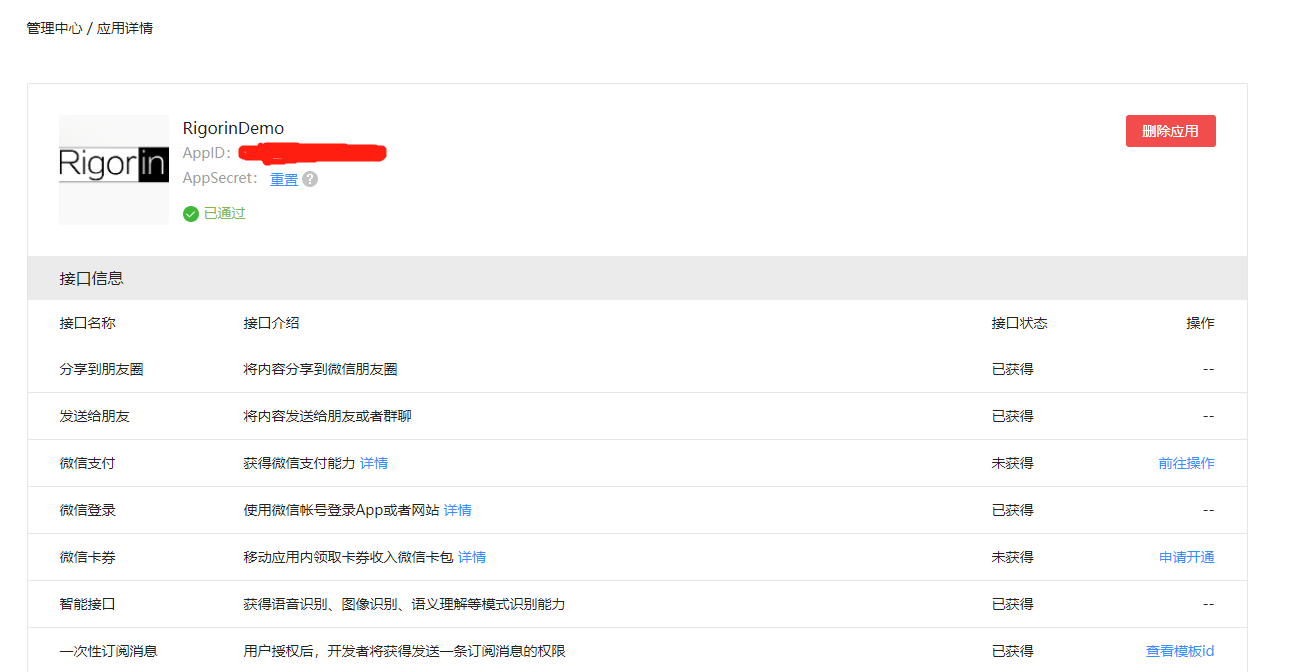 管理中心 / 应用详情
Rigorin
RigorinDemo
删除应用
AppID:
AppSecret: 重置 ?
已通过
接口信息
接口名称 接口介绍 接口状态 操作
分享到朋友圈 将内容分享到微信朋友圈 已获得 --
发送给朋友 将内容发送给朋友或者群聊 已获得 --
微信支付 获得微信支付能力 详情 未获得 前往操作
微信登录 使用微信帐号登录App或者网站 详情 已获得 --
微信卡券 移动应用内领取卡券收入微信卡包 详情 未获得 申请开通
智能接口 获得语音识别、图像识别、语义理解等模式识别能力 已获得 --
一次性订阅消息 用户授权后，开发者将获得发送一条订阅消息的权限 已获得 查看模板id